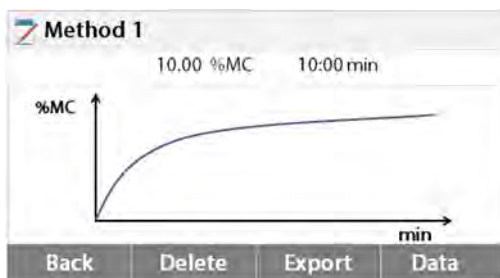 Method 1
10.00 %MC 10:00 min
%MC
min
Back Delete Export Data